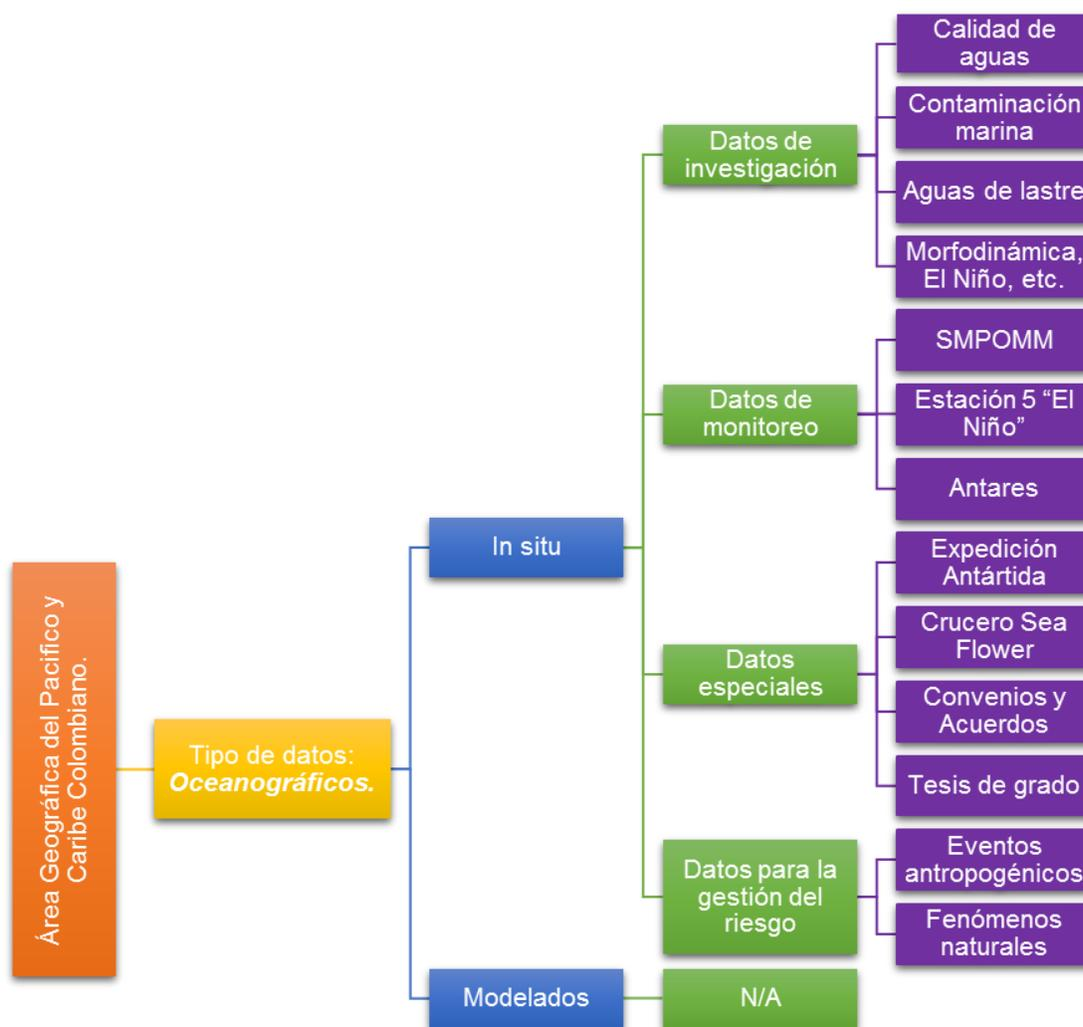 Área Geográfica del Pacifico y
Caribe Colombiano.
Tipo de datos:
Oceanográficos.
In situ
Datos de
investigación
Calidad de
aguas
Contaminación
marina
Aguas de lastre
Morfodinámica,
El Niño, etc.
Datos de
monitoreo
SMPOMM
Estación 5 “El
Niño”
Antares
Datos
especiales
Expedición
Antártida
Crucero Sea
Flower
Convenios y
Acuerdos
Tesis de grado
Datos para la
gestión del
riesgo
Eventos
antropogénicos
Fenómenos
naturales
Modelados
N/A